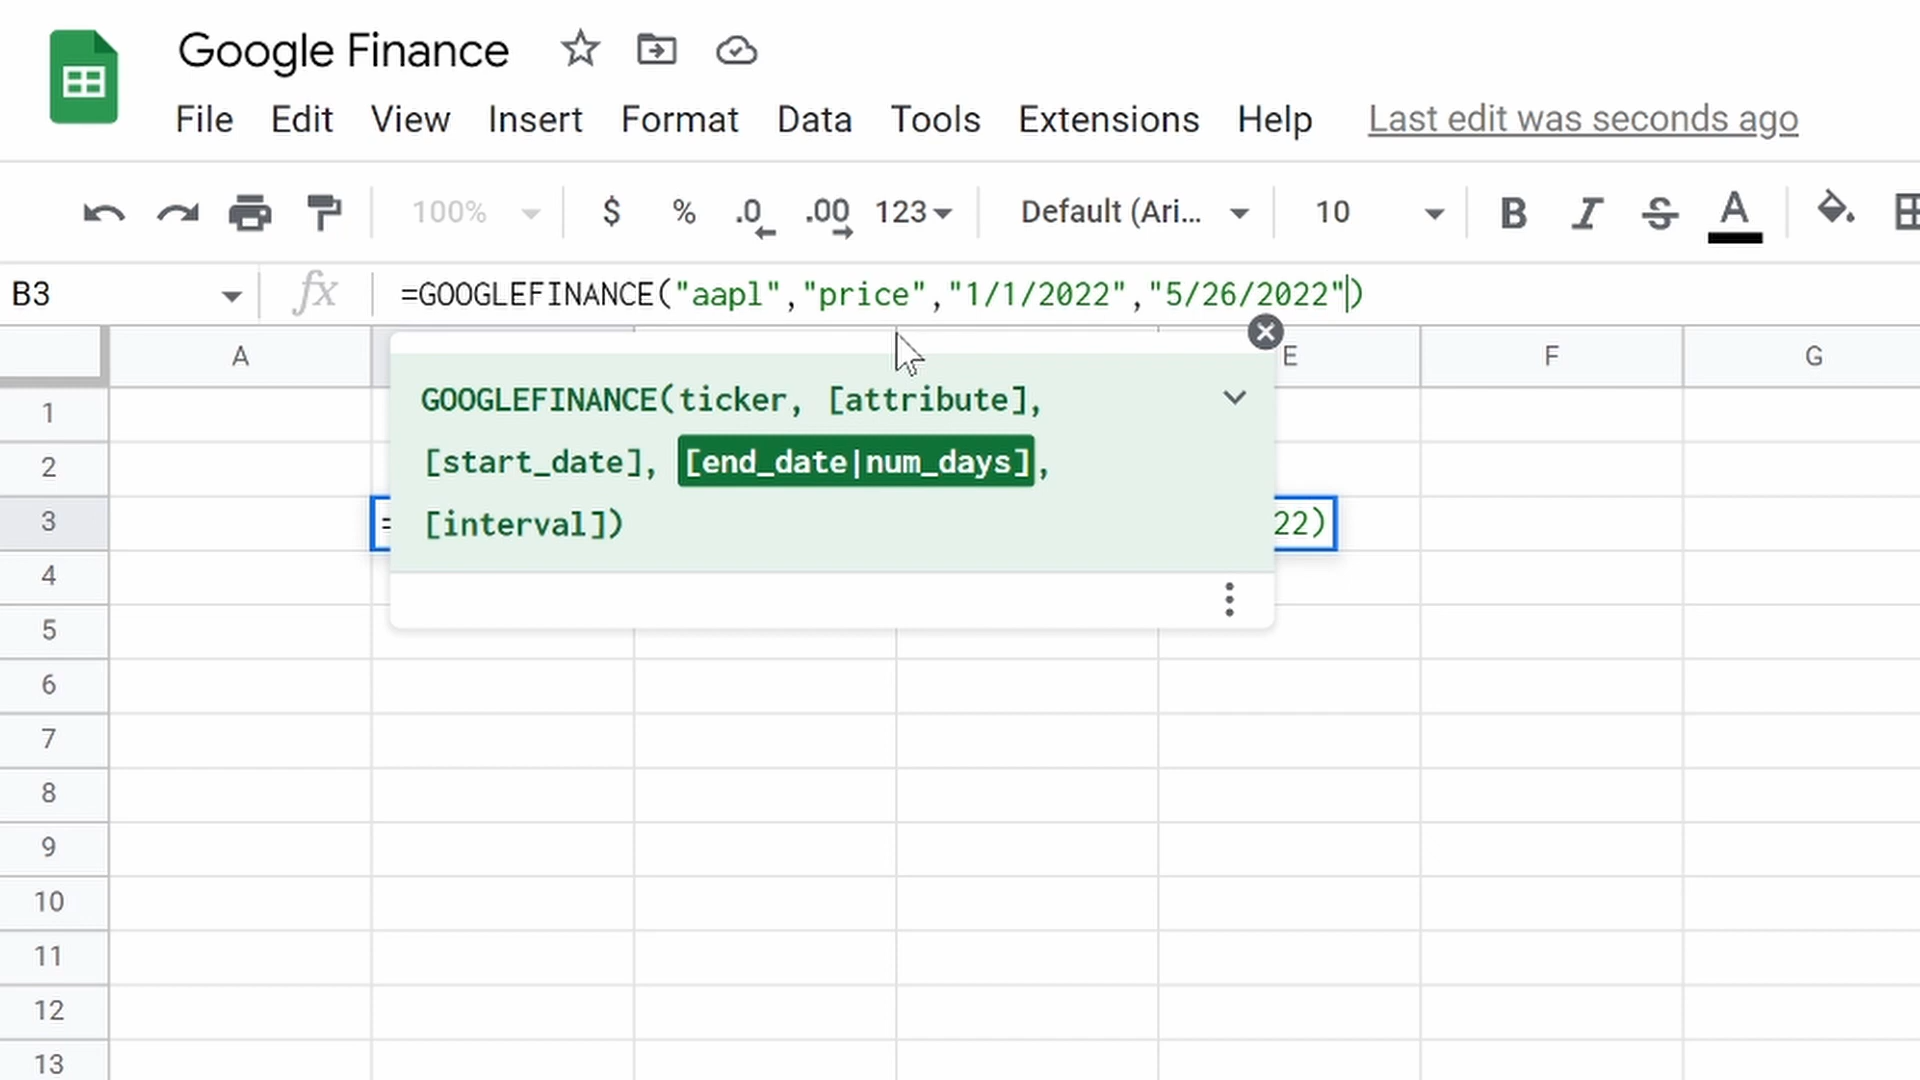 Google Finance
File Edit View Insert Format Data Tools Extensions Help Last edit was seconds ago
100% $ % .0 .00 123 Default (Ari... 10 B I S A
B3 fx =GOOGLEFINANCE("aapl","price","1/1/2022","5/26/2022")
A E F G
GOOGLEFINANCE(ticker, [attribute],
[start_date], [end_date|num_days],
[interval])
1
2
3 = 22)
4
5
6
7
8
9
10
11
12
13